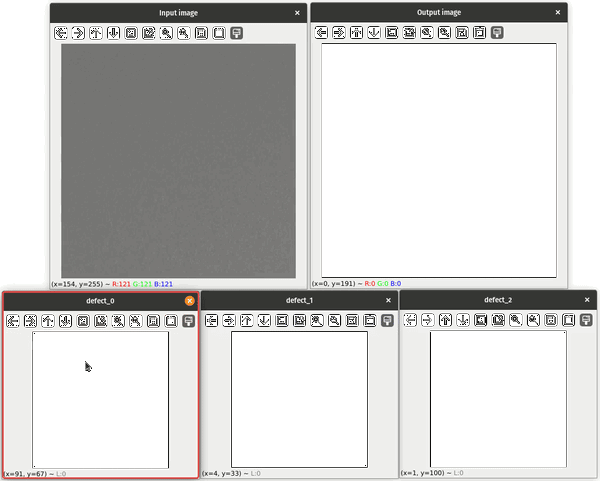 Input image
×
Output image
×
(x=154, y=255) ~ R:121 G:121 B:121
(x=0, y=191) ~ R:0 G:0 B:0
defect_0
×
defect_1
×
defect_2
×
(x=91, y=67) ~ L:0
(x=4, y=33) ~ L:0
(x=1, y=100) ~ L:0